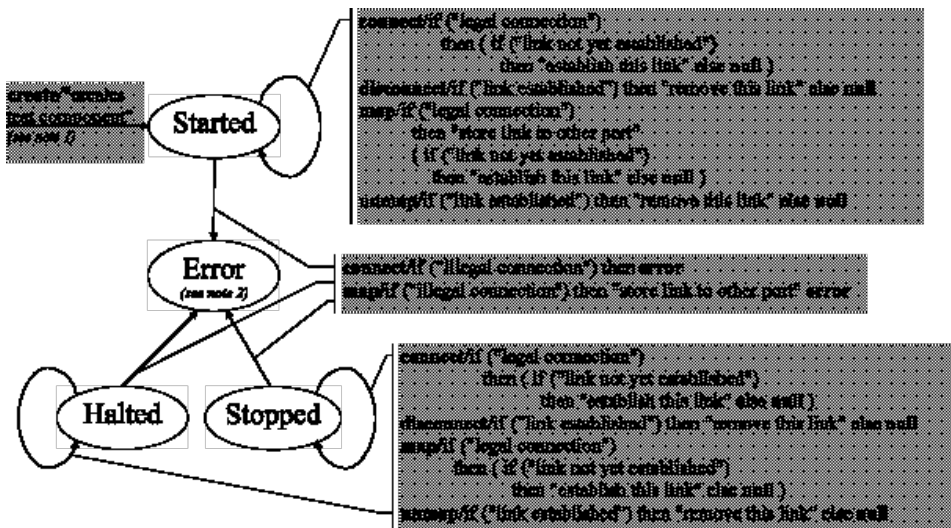 connect/if ("legal connection")
then ( if ("link not yet established")
then "establish this link" else null )
disconnect/if ("link established") then "remove this link" else null
map/if ("legal connection")
then "store link to other port"
( if ("link not yet established")
then "establish this link" else null )
unmap/if ("link established") then "remove this link" else null
create/"creates
test component"
(see note 1)
Started
Error
(see note 2)
connect/if ("illegal connection") then error
map/if ("illegal connection") then "store link to other port" error
Halted
Stopped
connect/if ("legal connection")
then ( if ("link not yet established")
then "establish this link" else null )
disconnect/if ("link established") then "remove this link" else null
map/if ("legal connection")
then ( if ("link not yet established")
then "establish this link" else null )
unmap/if ("link established") then "remove this link" else null